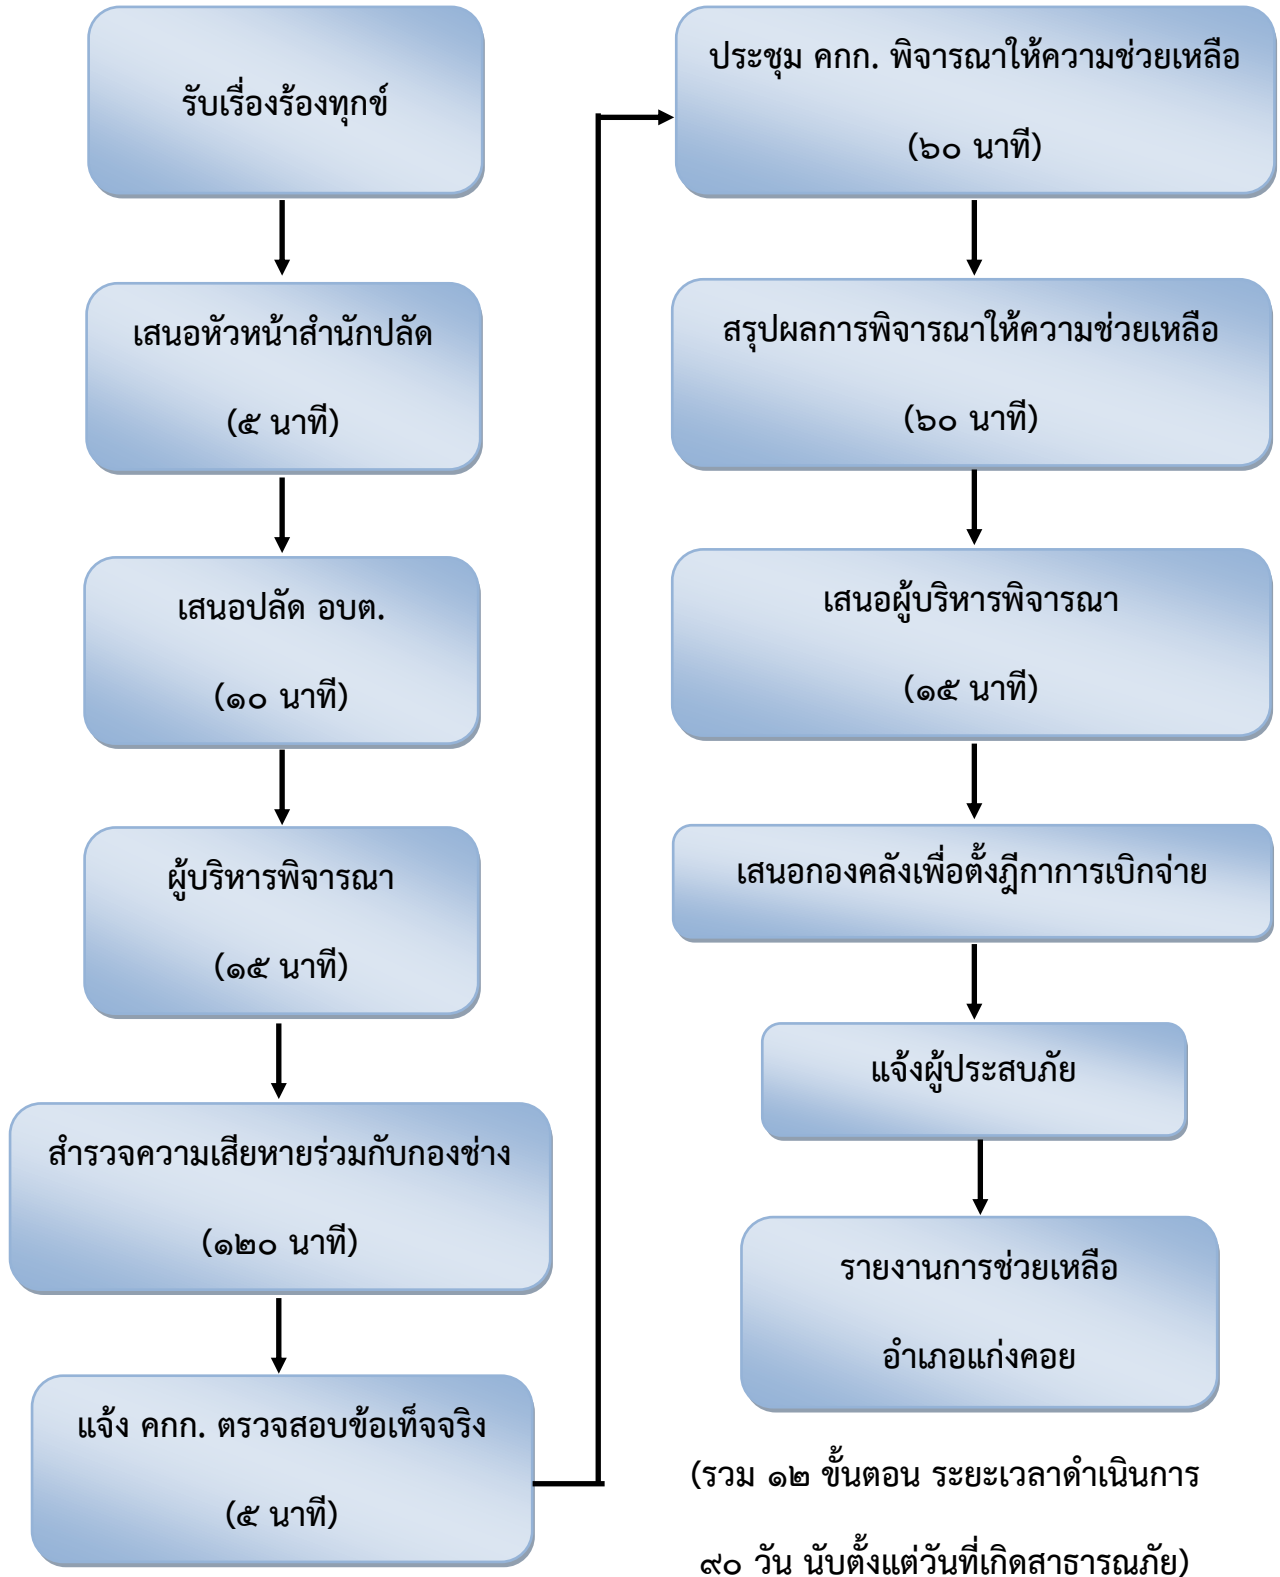 รับเรื่องร้องทุกข์
เสนอหัวหน้าสำนักปลัด
(๕ นาที)
เสนอปลัด อบต.
(๑๐ นาที)
ผู้บริหารพิจารณา
(๑๕ นาที)
สำรวจความเสียหายร่วมกับกองช่าง
(๑๒๐ นาที)
แจ้ง คกก. ตรวจสอบข้อเท็จจริง
(๕ นาที)
ประชุม คกก. พิจารณาให้ความช่วยเหลือ
(๖๐ นาที)
สรุปผลการพิจารณาให้ความช่วยเหลือ
(๖๐ นาที)
เสนอผู้บริหารพิจารณา
(๑๕ นาที)
เสนอกองคลังเพื่อตั้งฎีกาการเบิกจ่าย
แจ้งผู้ประสบภัย
รายงานการช่วยเหลือ
อำเภอแก่งคอย
(รวม ๑๒ ขั้นตอน ระยะเวลาดำเนินการ
๙๐ วัน นับตั้งแต่วันที่เกิดสาธารณภัย)